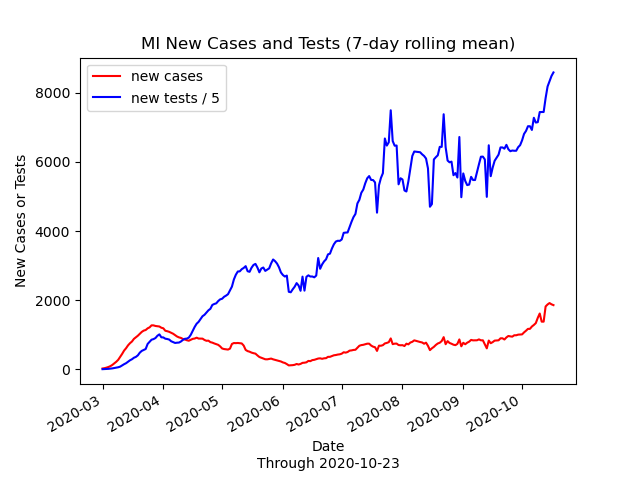 MI New Cases and Tests (7-day rolling mean)
new cases
new tests / 5
8000
6000
4000
2000
0
New Cases or Tests
2020-03
2020-04
2020-05
2020-06
2020-07
2020-08
2020-09
2020-10
Date
Through 2020-10-23